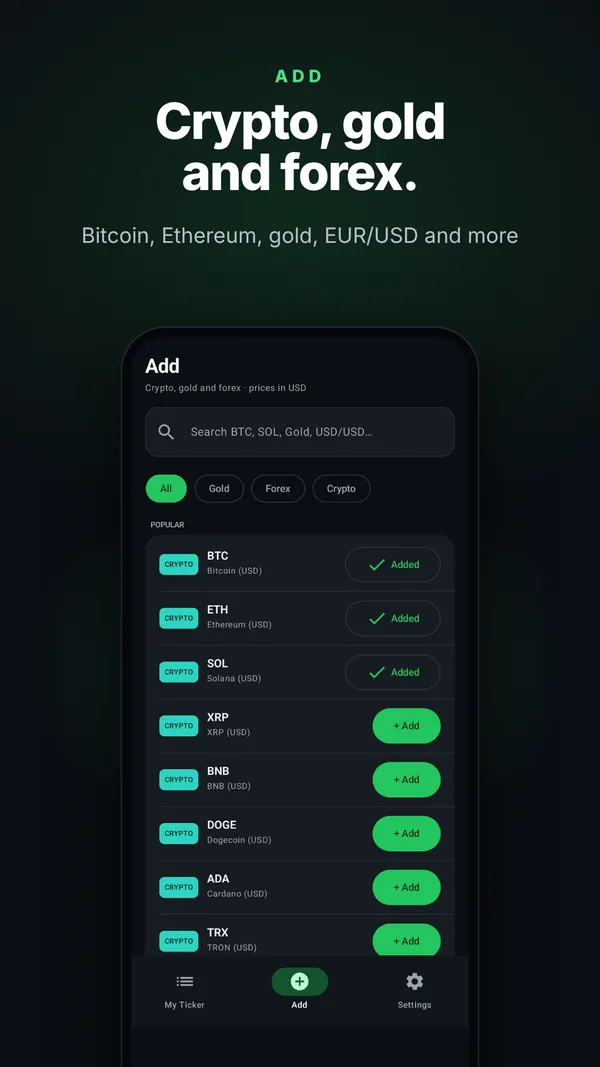 ADD
Crypto, gold
and forex.
Bitcoin, Ethereum, gold, EUR/USD and more
Add
Crypto, gold and forex · prices in USD
Search BTC, SOL, Gold, USD/USD...
All
Gold
Forex
Crypto
POPULAR
CRYPTO
BTC
Bitcoin (USD)
Added
CRYPTO
ETH
Ethereum (USD)
Added
CRYPTO
SOL
Solana (USD)
Added
CRYPTO
XRP
XRP (USD)
+ Add
CRYPTO
BNB
BNB (USD)
+ Add
CRYPTO
DOGE
Dogecoin (USD)
+ Add
CRYPTO
ADA
Cardano (USD)
+ Add
CRYPTO
TRX
TRON (USD)
+ Add
My Ticker
Add
Settings